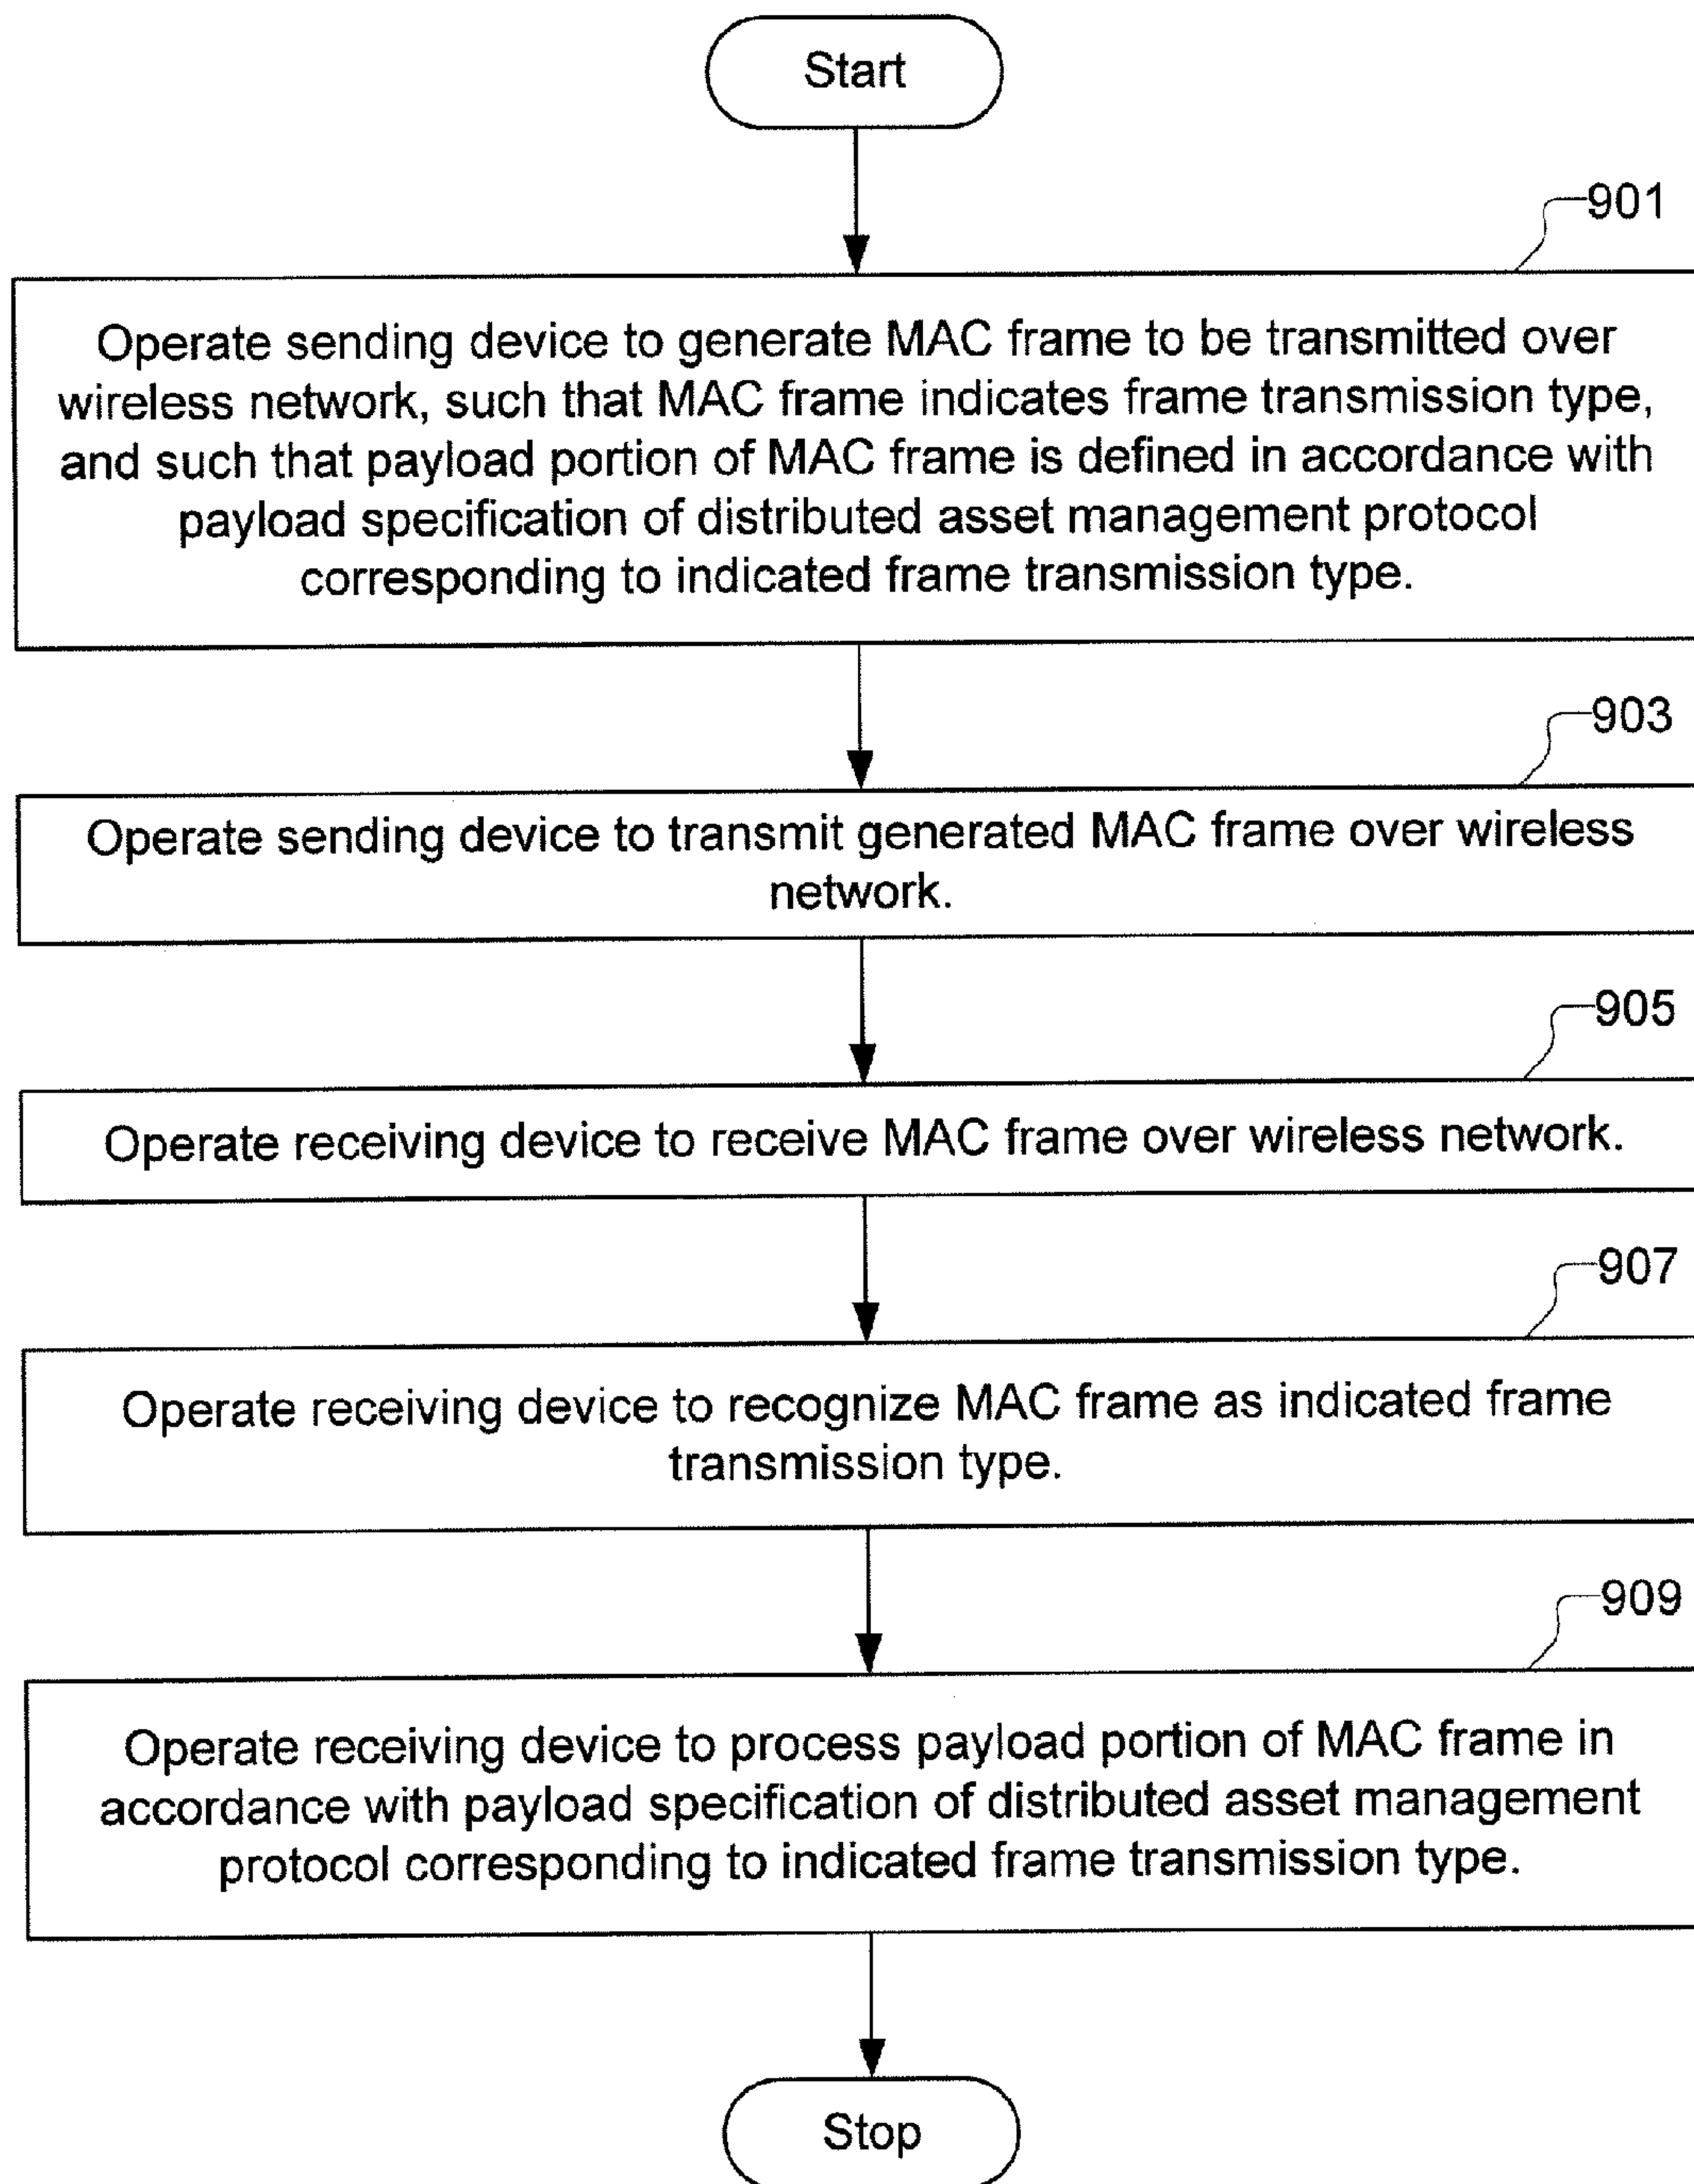 Start
901
Operate sending device to generate MAC frame to be transmitted over
wireless network, such that MAC frame indicates frame transmission type,
and such that payload portion of MAC frame is defined in accordance with
payload specification of distributed asset management protocol
corresponding to indicated frame transmission type.
903
Operate sending device to transmit generated MAC frame over wireless
network.
905
Operate receiving device to receive MAC frame over wireless network.
907
Operate receiving device to recognize MAC frame as indicated frame
transmission type.
909
Operate receiving device to process payload portion of MAC frame in
accordance with payload specification of distributed asset management
protocol corresponding to indicated frame transmission type.
Stop